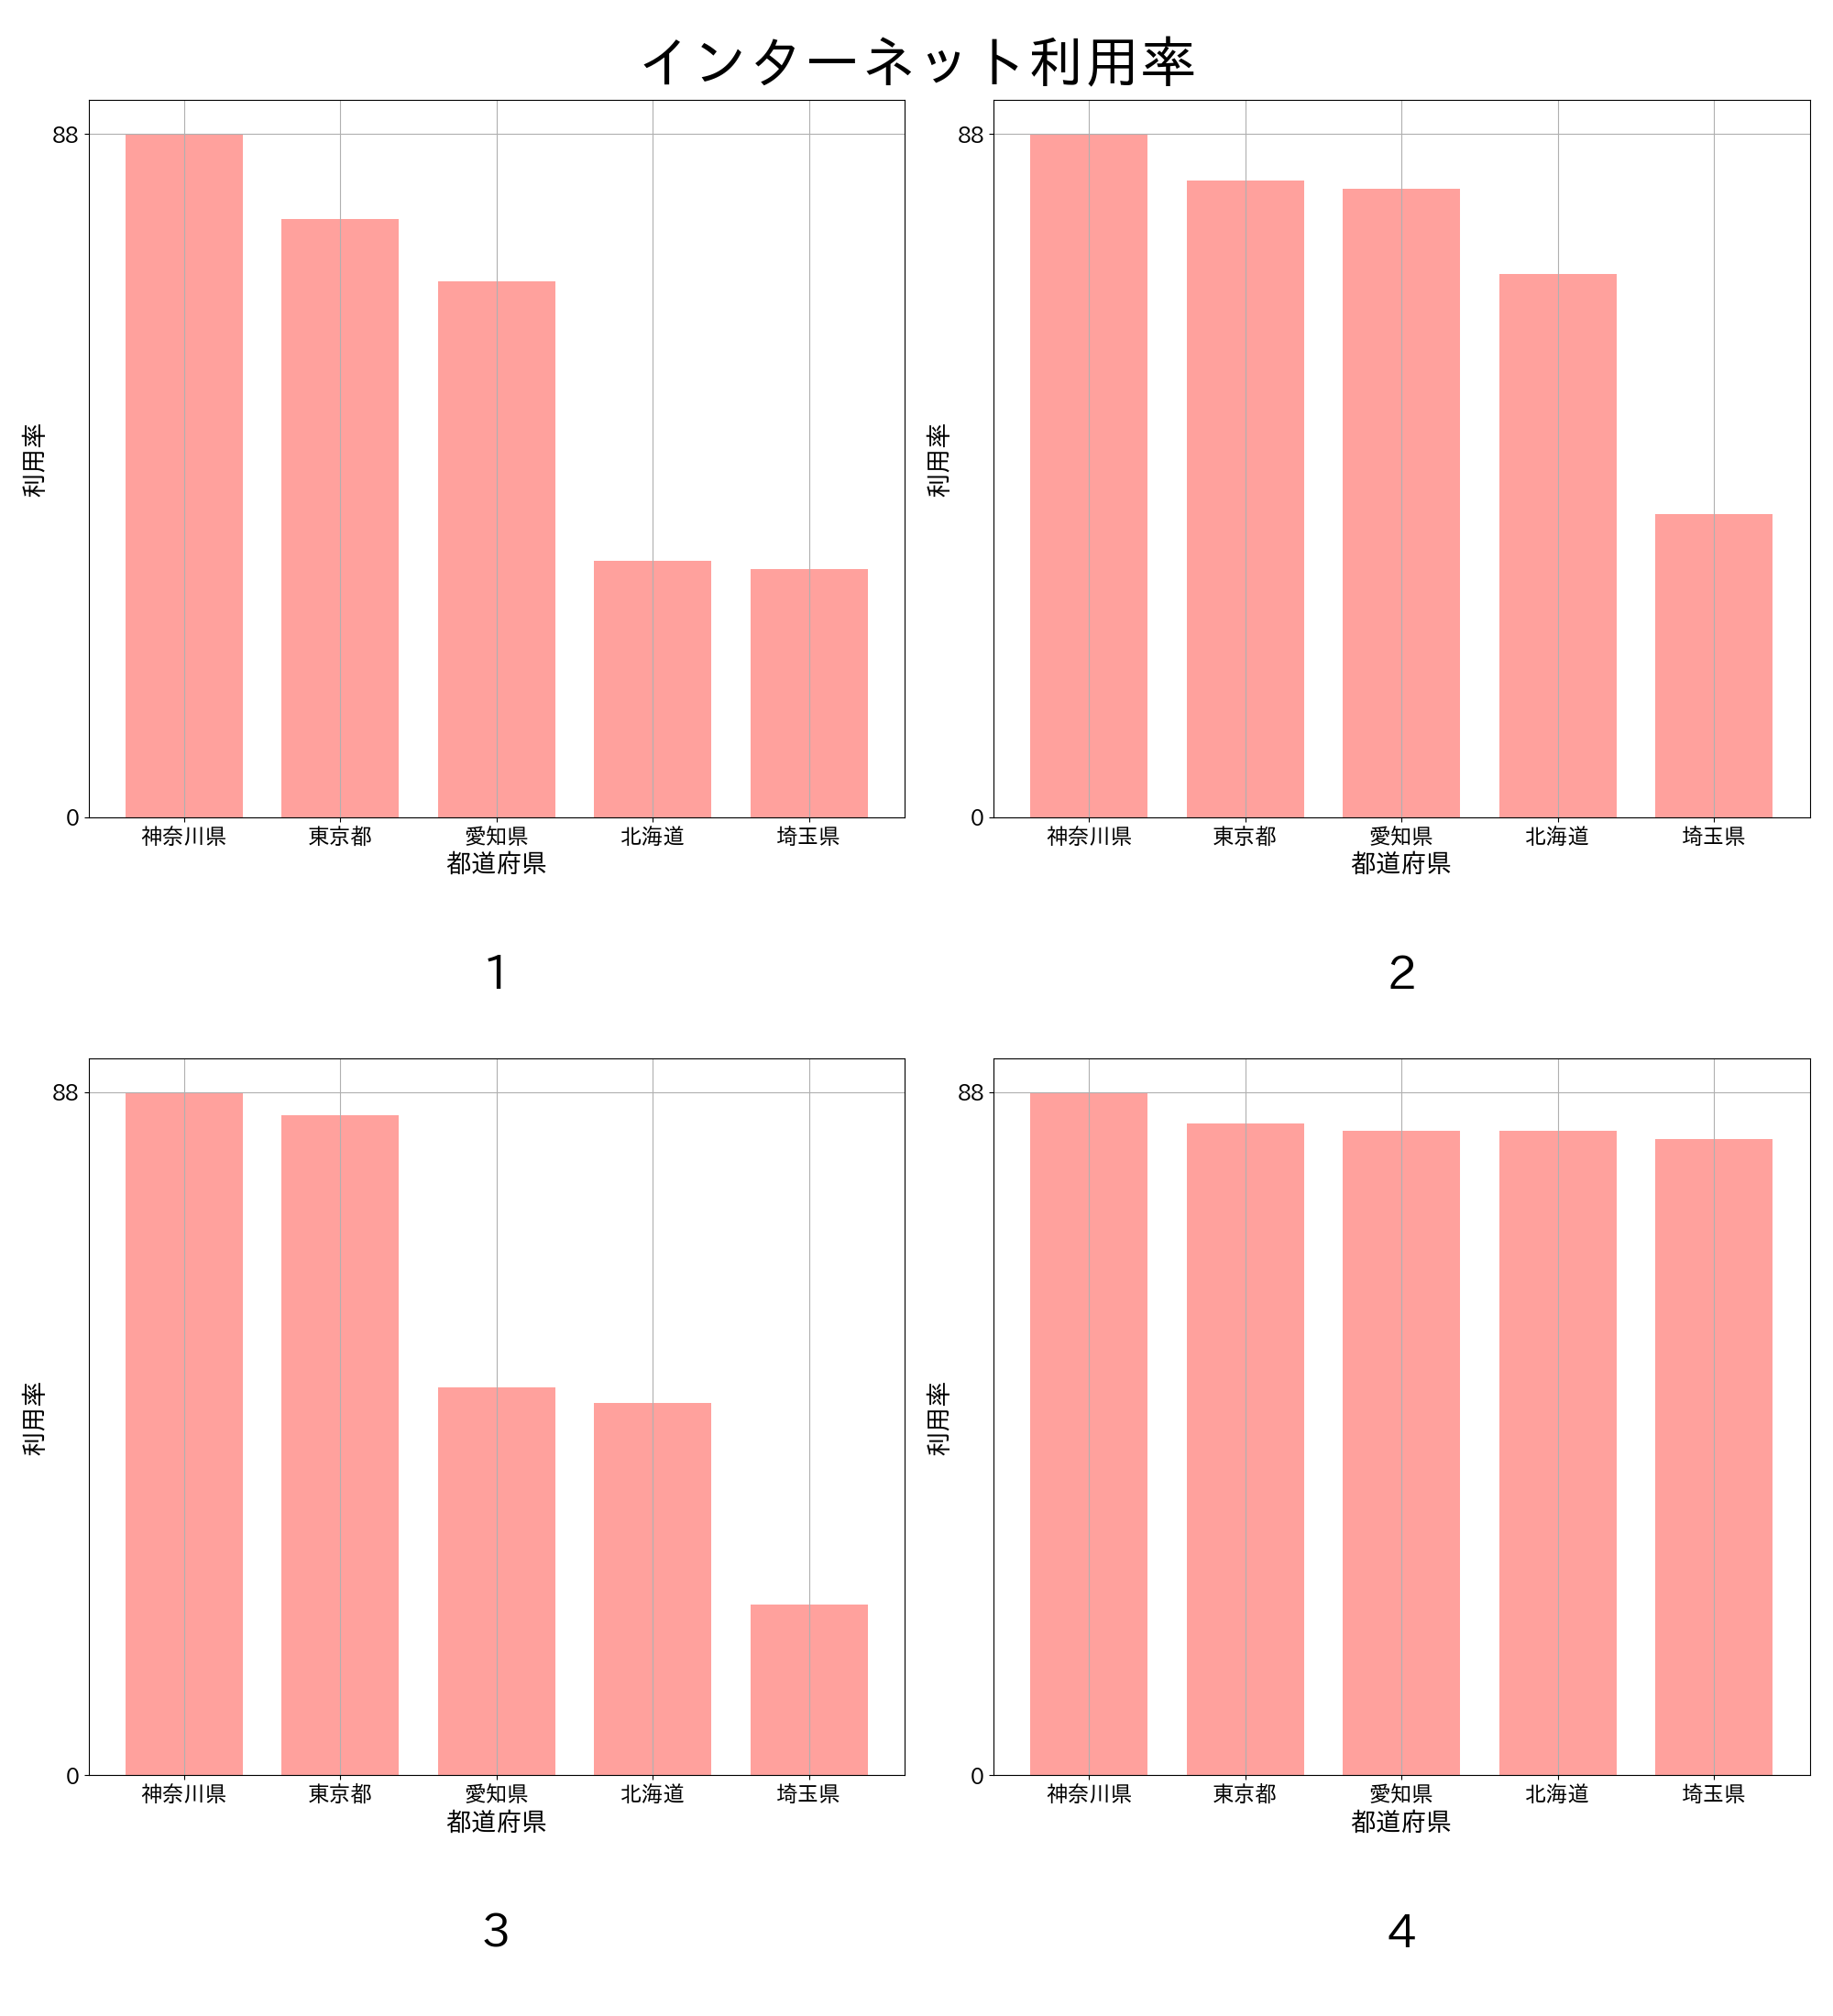 インターネット利用率
88
0
利用率
神奈川県 東京都 愛知県 北海道 埼玉県
都道府県
1
88
0
利用率
神奈川県 東京都 愛知県 北海道 埼玉県
都道府県
2
88
0
利用率
神奈川県 東京都 愛知県 北海道 埼玉県
都道府県
3
88
0
利用率
神奈川県 東京都 愛知県 北海道 埼玉県
都道府県
4